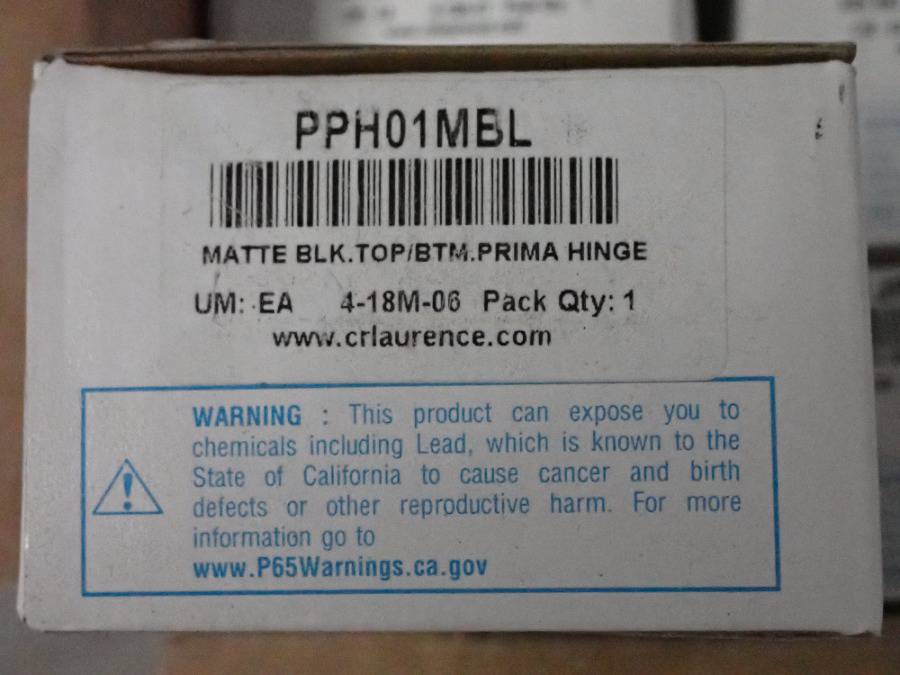 PPH01MBL
MATTE BLK.TOP/BTM.PRIMA HINGE
UM: EA 4-18M-06 Pack Qty: 1
www.crlaurence.com
WARNING : This product can expose you to
chemicals including Lead, which is known to the
State of California to cause cancer and birth
defects or other reproductive harm. For more
information go to
www.P65Warnings.ca.gov